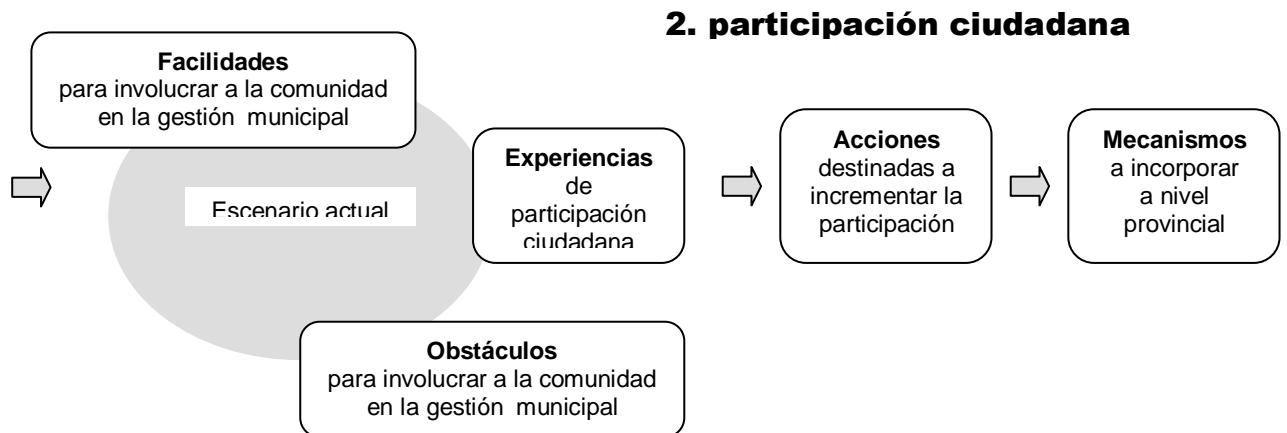 2. participación ciudadana
Facilidades
para involucrar a la comunidad
en la gestión municipal
Escenario actual
Experiencias
de
participación
ciudadana
Obstáculos
para involucrar a la comunidad
en la gestión municipal
Acciones
destinadas a
incrementar la
participación
Mecanismos
a incorporar
a nivel
provincial